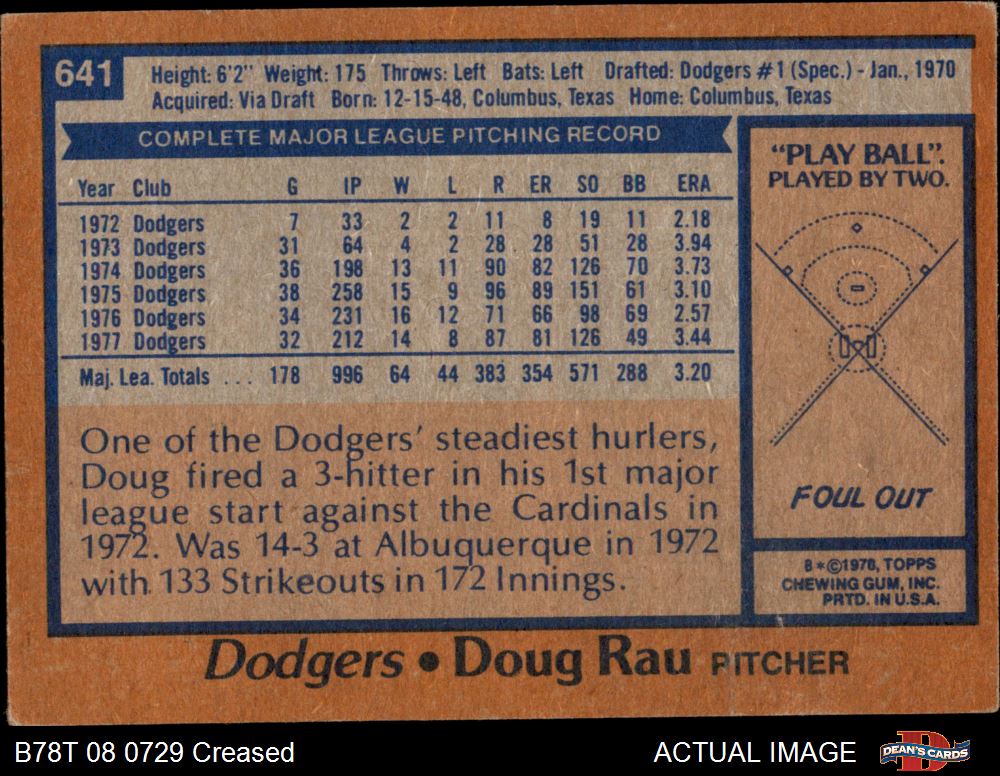 641
Height: 6'2" Weight: 175 Throws: Left Bats: Left Drafted: Dodgers #1 (Spec.) - Jan., 1970
Acquired: Via Draft Born: 12-15-48, Columbus, Texas Home: Columbus, Texas
COMPLETE MAJOR LEAGUE PITCHING RECORD
Year Club G IP W L R ER SO BB ERA
1972 Dodgers 7 33 2 2 11 8 19 11 2.18
1973 Dodgers 31 64 4 2 28 28 51 28 3.94
1974 Dodgers 36 198 13 11 90 82 126 70 3.73
1975 Dodgers 38 258 15 9 96 89 151 61 3.10
1976 Dodgers 34 231 16 12 71 66 98 69 2.57
1977 Dodgers 32 212 14 8 87 81 126 49 3.44
Maj. Lea. Totals ... 178 996 64 44 383 354 571 288 3.20
One of the Dodgers' steadiest hurlers,
Doug fired a 3-hitter in his 1st major
league start against the Cardinals in
1972. Was 14-3 at Albuquerque in 1972
with 133 Strikeouts in 172 Innings.
"PLAY BALL".
PLAYED BY TWO.
FOUL OUT
B*©1978, TOPPS
CHEWING GUM, INC.
PRTD. IN U.S.A.
Dodgers • Doug Rau PITCHER
B78T 08 0729 Creased
ACTUAL IMAGE
DEAN'S CARDS